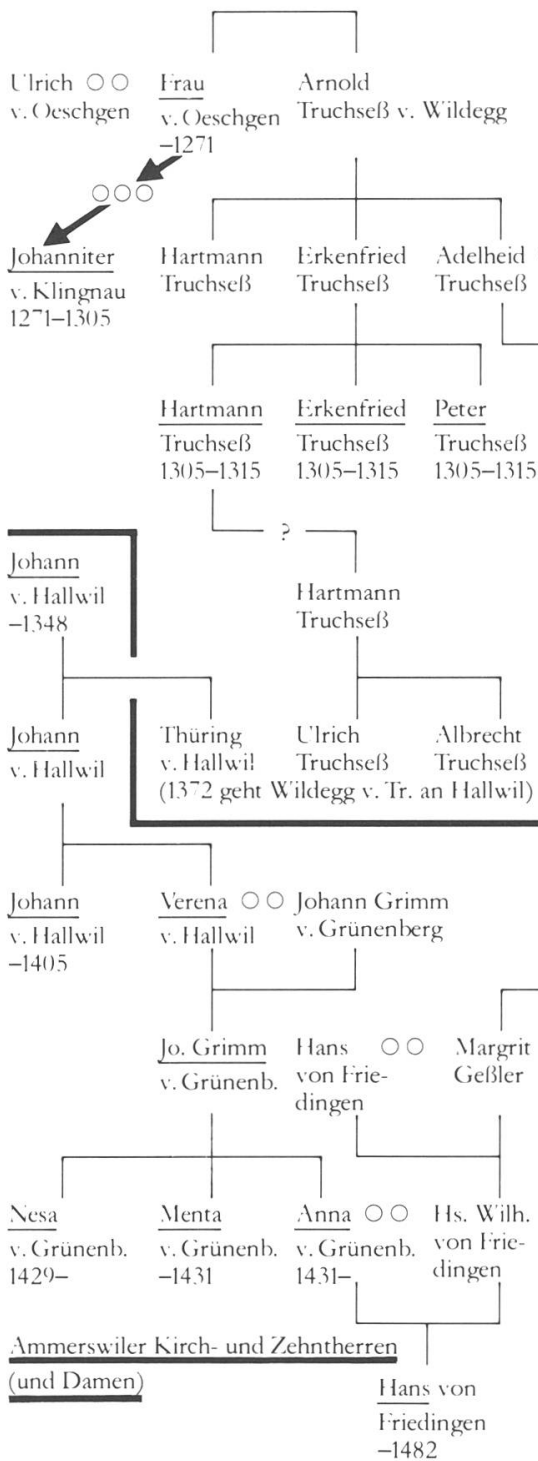 Ulrich ○○ Frau Arnold
v. Oeschgen v. Oeschgen Truchseß v. Wildegg
–1271
○○○
Johanniter Hartmann Erkenfried Adelheid
v. Klingnau Truchseß Truchseß Truchseß
1271–1305
Hartmann Erkenfried Peter
Truchseß Truchseß Truchseß
1305–1315 1305–1315 1305–1315
?
Johann
v. Hallwil Hartmann
–1348 Truchseß
Johann Thüring Ulrich Albrecht
v. Hallwil v. Hallwil Truchseß Truchseß
(1372 geht Wildegg v. Tr. an Hallwil)
Johann Verena ○○ Johann Grimm
v. Hallwil v. Hallwil v. Grünenberg
–1405
Jo. Grimm Hans ○○ Margrit
v. Grünenb. von Frie- Geßler
dingen
Nesa Menta Anna ○○ Hs. Wilh.
v. Grünenb. v. Grünenb. v. Grünenb. von Frie-
1429– –1431 1431– dingen
Ammerswiler Kirch- und Zehntherren
(und Damen)
Hans von
Friedingen
–1482